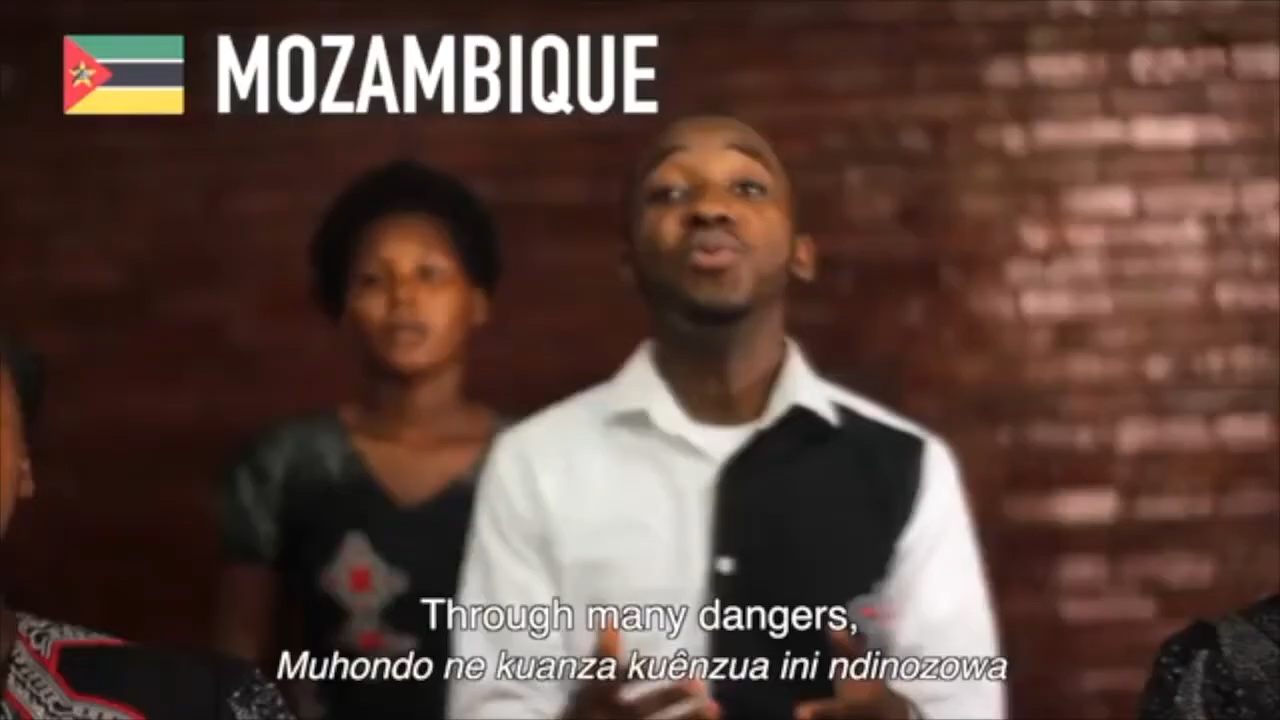 MOZAMBIQUE
Through many dangers,
Muhondo ne kuanza kuênzua ini ndinozowa